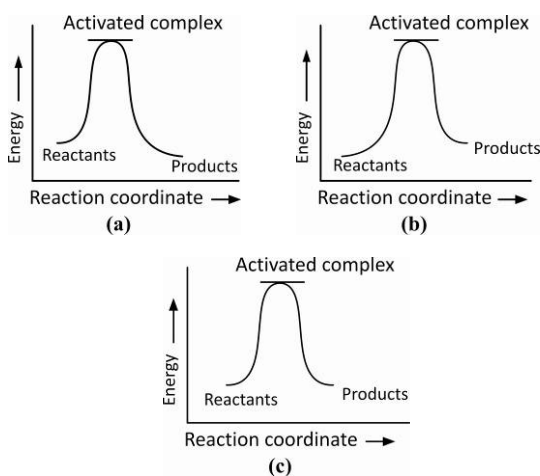 Activated complex
Energy
Reactants
Products
Reaction coordinate
(a)
Activated complex
Energy
Reactants
Products
Reaction coordinate
(b)
Activated complex
Energy
Reactants
Products
Reaction coordinate
(c)